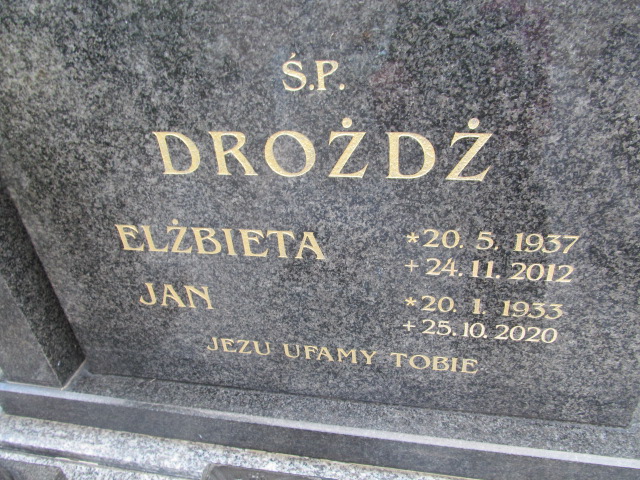 Ś.P.
DROŻDŻ
ELŻBIETA *20. 5. 1937
+24.11.2012
JAN *20. 1. 1933
+25.10.2020
JEZU UFAMY TOBIE